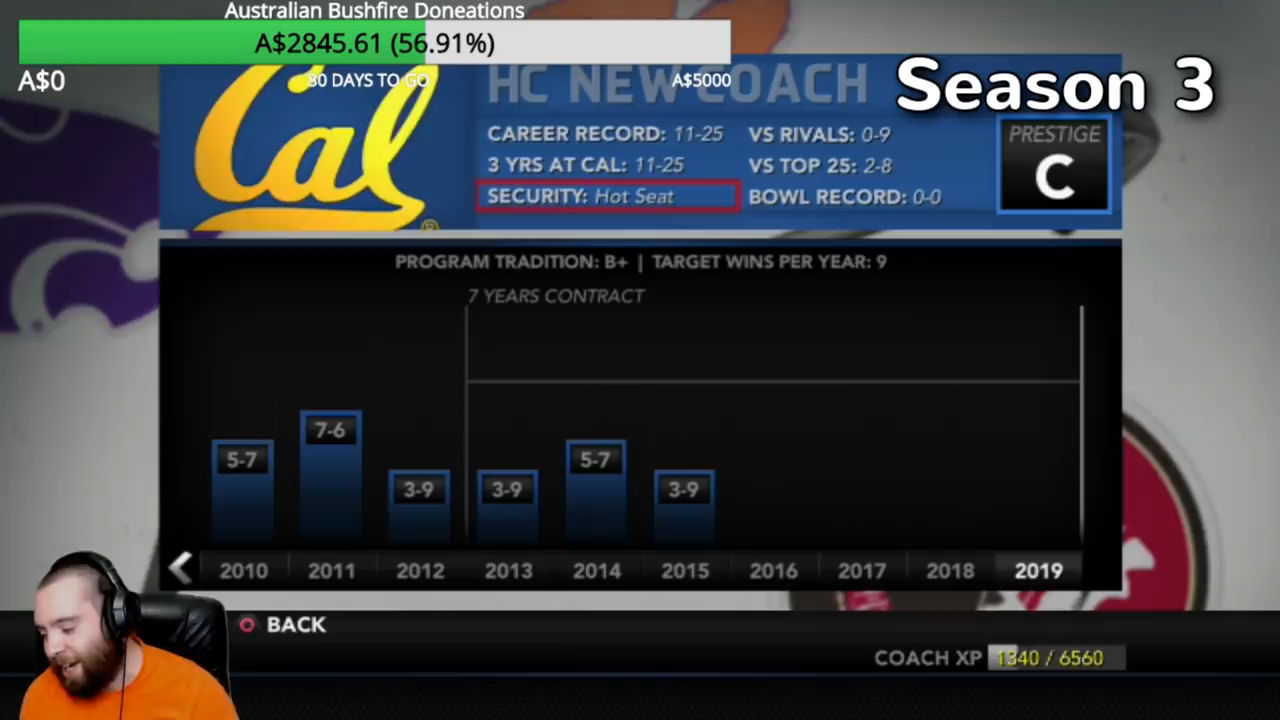 Australian Bushfire Doneations
A$2845.61 (56.91%)
A$0
30 DAYS TO GO
A$5000
Season 3
Cal
®
HC NEW COACH
CAREER RECORD: 11-25
VS RIVALS: 0-9
3 YRS AT CAL: 11-25
VS TOP 25: 2-8
SECURITY: Hot Seat
BOWL RECORD: 0-0
PRESTIGE
C
PROGRAM TRADITION: B+ | TARGET WINS PER YEAR: 9
7 YEARS CONTRACT
5-7
7-6
3-9
3-9
5-7
3-9
2010 2011 2012 2013 2014 2015 2016 2017 2018 2019
BACK
COACH XP 1340 / 6560